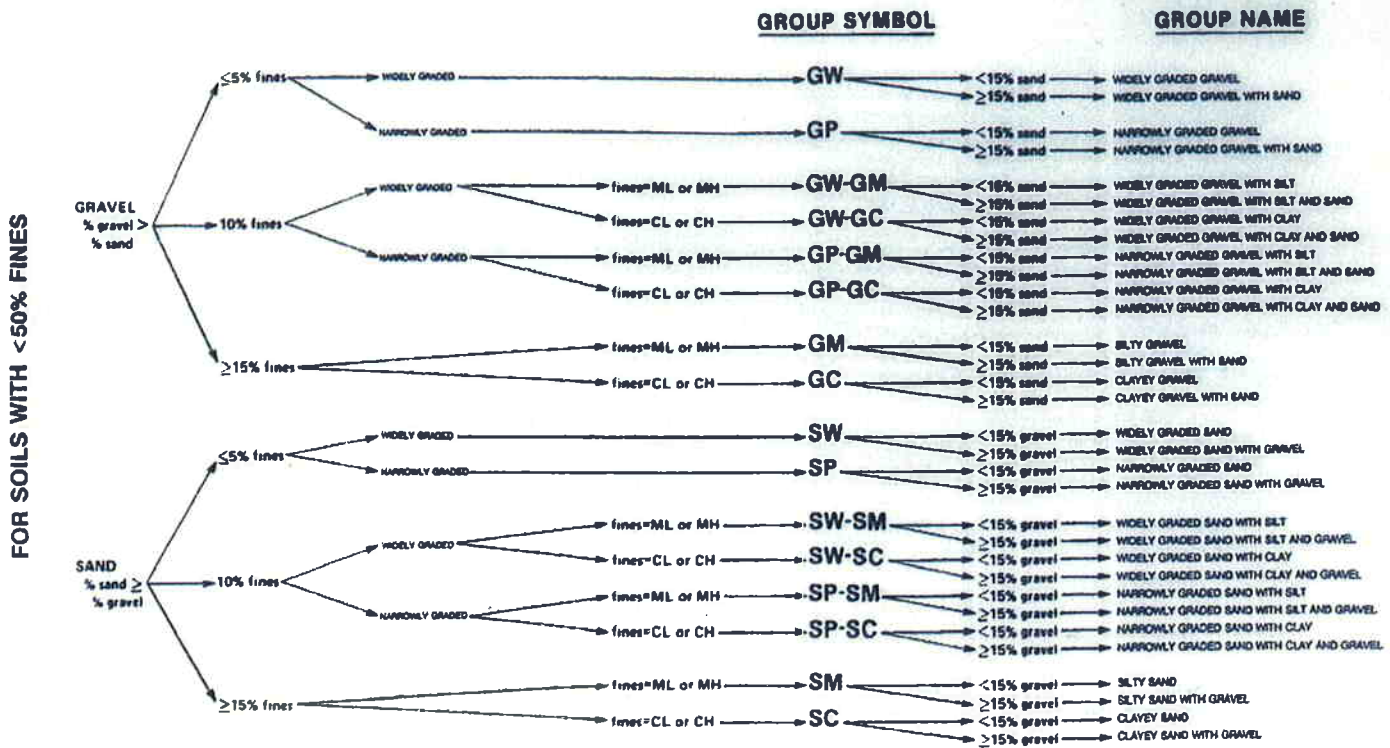 GROUP SYMBOL GROUP NAME
≤5% fines WIDELY GRADED GW <15% sand WIDELY GRADED GRAVEL
≥15% sand WIDELY GRADED GRAVEL WITH SAND
NARROWLY GRADED GP <15% sand NARROWLY GRADED GRAVEL
≥15% sand NARROWLY GRADED GRAVEL WITH SAND
GRAVEL
% gravel >
% sand
10% fines WIDELY GRADED fines=ML or MH GW-GM <15% sand WIDELY GRADED GRAVEL WITH SILT
≥15% sand WIDELY GRADED GRAVEL WITH SILT AND SAND
fines=CL or CH GW-GC <15% sand WIDELY GRADED GRAVEL WITH CLAY
≥15% sand WIDELY GRADED GRAVEL WITH CLAY AND SAND
NARROWLY GRADED fines=ML or MH GP-GM <15% sand NARROWLY GRADED GRAVEL WITH SILT
≥15% sand NARROWLY GRADED GRAVEL WITH SILT AND SAND
fines=CL or CH GP-GC <15% sand NARROWLY GRADED GRAVEL WITH CLAY
≥15% sand NARROWLY GRADED GRAVEL WITH CLAY AND SAND
≥15% fines fines=ML or MH GM <15% sand SILTY GRAVEL
≥15% sand SILTY GRAVEL WITH SAND
fines=CL or CH GC <15% sand CLAYEY GRAVEL
≥15% sand CLAYEY GRAVEL WITH SAND
FOR SOILS WITH <50% FINES
≤5% fines WIDELY GRADED SW <15% gravel WIDELY GRADED SAND
≥15% gravel WIDELY GRADED SAND WITH GRAVEL
NARROWLY GRADED SP <15% gravel NARROWLY GRADED SAND
≥15% gravel NARROWLY GRADED SAND WITH GRAVEL
SAND
% sand ≥
% gravel
10% fines WIDELY GRADED fines=ML or MH SW-SM <15% gravel WIDELY GRADED SAND WITH SILT
≥15% gravel WIDELY GRADED SAND WITH SILT AND GRAVEL
fines=CL or CH SW-SC <15% gravel WIDELY GRADED SAND WITH CLAY
≥15% gravel WIDELY GRADED SAND WITH CLAY AND GRAVEL
NARROWLY GRADED fines=ML or MH SP-SM <15% gravel NARROWLY GRADED SAND WITH SILT
≥15% gravel NARROWLY GRADED SAND WITH SILT AND GRAVEL
fines=CL or CH SP-SC <15% gravel NARROWLY GRADED SAND WITH CLAY
≥15% gravel NARROWLY GRADED SAND WITH CLAY AND GRAVEL
≥15% fines fines=ML or MH SM <15% gravel SILTY SAND
≥15% gravel SILTY SAND WITH GRAVEL
fines=CL or CH SC <15% gravel CLAYEY SAND
≥15% gravel CLAYEY SAND WITH GRAVEL